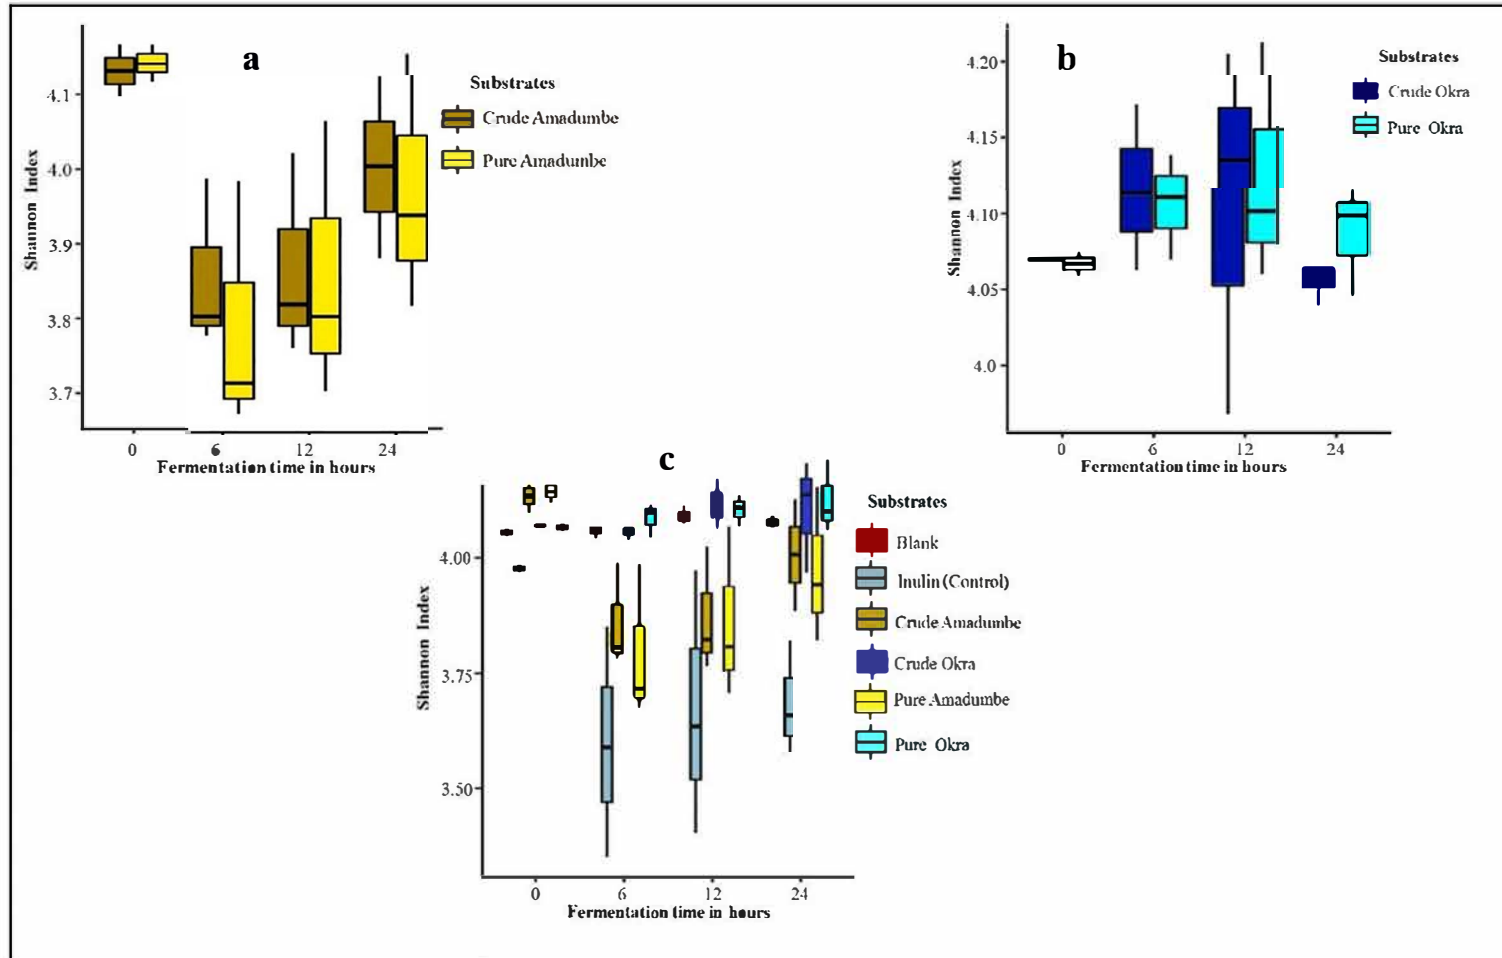 a
Substrates
Crude Amadumbe
Pure Amadumbe
Shannon Index
4.1
4.0
3.9
3.8
3.7
0 6 12 24
Fermentation time in hours
b
Substrates
Crude Okra
Pure Okra
Shannon Index
4.20
4.15
4.10
4.05
4.0
0 6 12 24
Fermentation time in hours
c
Substrates
Blank
Inulin (Control)
Crude Amadumbe
Crude Okra
Pure Amadumbe
Pure Okra
Shannon Index
4.00
3.75
3.50
0 6 12 24
Fermentation time in hours